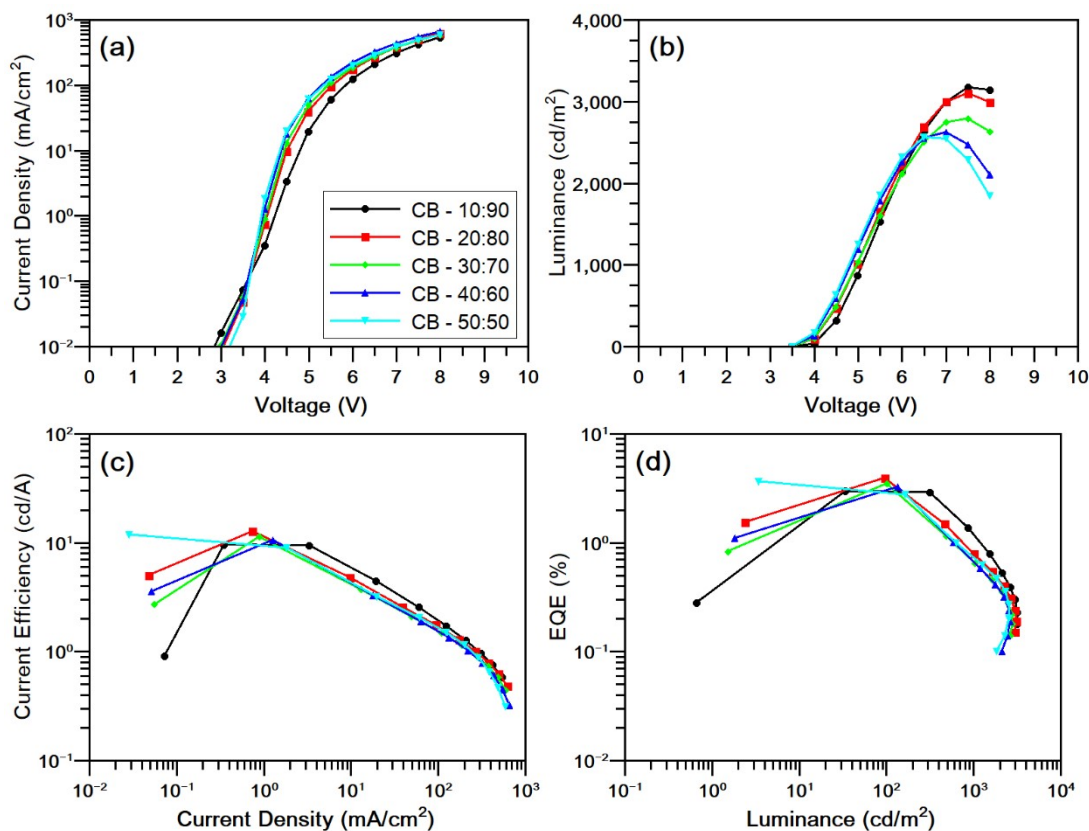 (a)
Current Density (mA/cm²)
10³
10²
10¹
10⁰
10⁻¹
10⁻²
CB - 10:90
CB - 20:80
CB - 30:70
CB - 40:60
CB - 50:50
0 1 2 3 4 5 6 7 8 9 10
Voltage (V)
(b)
Luminance (cd/m²)
4,000
3,000
2,000
1,000
0
0 1 2 3 4 5 6 7 8 9 10
Voltage (V)
(c)
Current Efficiency (cd/A)
10²
10¹
10⁰
10⁻¹
10⁻² 10⁻¹ 10⁰ 10¹ 10² 10³
Current Density (mA/cm²)
(d)
EQE (%)
10¹
10⁰
10⁻¹
10⁻²
10⁻¹ 10⁰ 10¹ 10² 10³ 10⁴
Luminance (cd/m²)